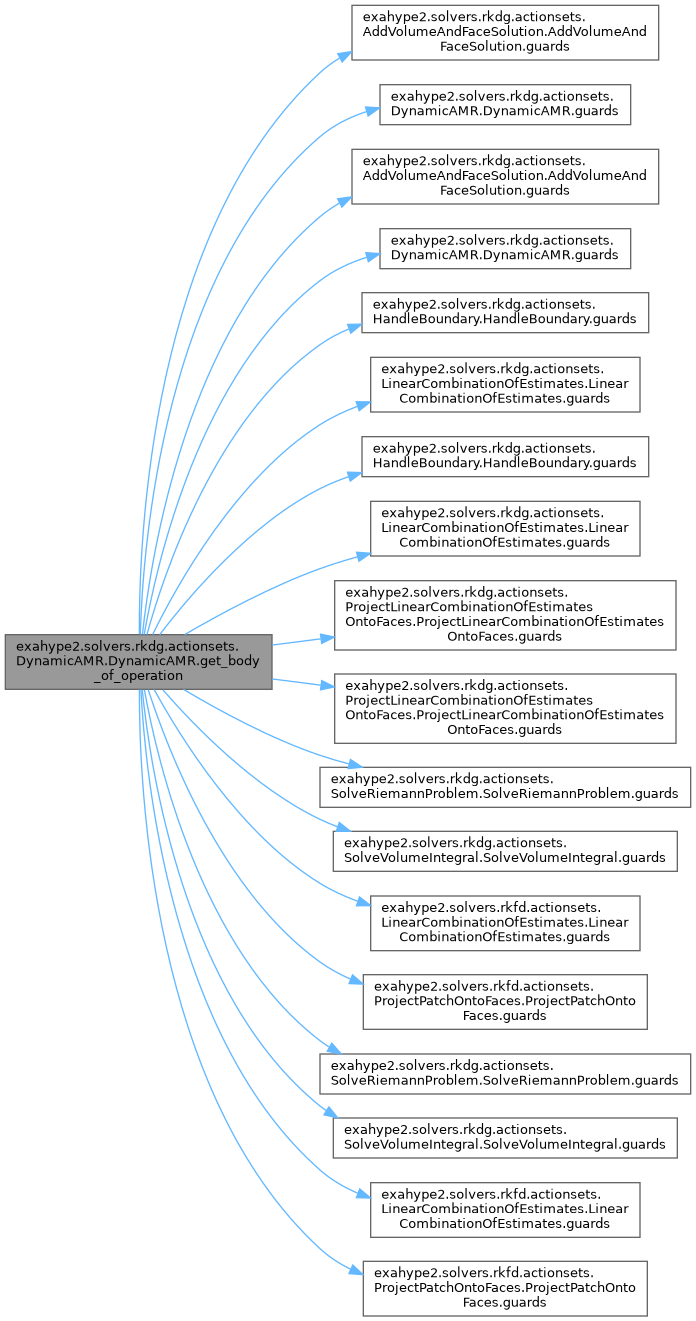 exahype2.solvers.rkdg.actionsets.
AddVolumeAndFaceSolution.AddVolumeAnd
FaceSolution.guards
exahype2.solvers.rkdg.actionsets.
DynamicAMR.DynamicAMR.guards
exahype2.solvers.rkdg.actionsets.
AddVolumeAndFaceSolution.AddVolumeAnd
FaceSolution.guards
exahype2.solvers.rkdg.actionsets.
DynamicAMR.DynamicAMR.guards
exahype2.solvers.rkdg.actionsets.
HandleBoundary.HandleBoundary.guards
exahype2.solvers.rkdg.actionsets.
LinearCombinationOfEstimates.Linear
CombinationOfEstimates.guards
exahype2.solvers.rkdg.actionsets.
HandleBoundary.HandleBoundary.guards
exahype2.solvers.rkdg.actionsets.
LinearCombinationOfEstimates.Linear
CombinationOfEstimates.guards
exahype2.solvers.rkdg.actionsets.
ProjectLinearCombinationOfEstimates
OntoFaces.ProjectLinearCombinationOfEstimates
OntoFaces.guards
exahype2.solvers.rkdg.actionsets.
DynamicAMR.DynamicAMR.get_body
_of_operation
exahype2.solvers.rkdg.actionsets.
ProjectLinearCombinationOfEstimates
OntoFaces.ProjectLinearCombinationOfEstimates
OntoFaces.guards
exahype2.solvers.rkdg.actionsets.
SolveRiemannProblem.SolveRiemannProblem.guards
exahype2.solvers.rkdg.actionsets.
SolveVolumeIntegral.SolveVolumeIntegral.guards
exahype2.solvers.rkfd.actionsets.
LinearCombinationOfEstimates.Linear
CombinationOfEstimates.guards
exahype2.solvers.rkfd.actionsets.
ProjectPatchOntoFaces.ProjectPatchOnto
Faces.guards
exahype2.solvers.rkdg.actionsets.
SolveRiemannProblem.SolveRiemannProblem.guards
exahype2.solvers.rkdg.actionsets.
SolveVolumeIntegral.SolveVolumeIntegral.guards
exahype2.solvers.rkfd.actionsets.
LinearCombinationOfEstimates.Linear
CombinationOfEstimates.guards
exahype2.solvers.rkfd.actionsets.
ProjectPatchOntoFaces.ProjectPatchOnto
Faces.guards